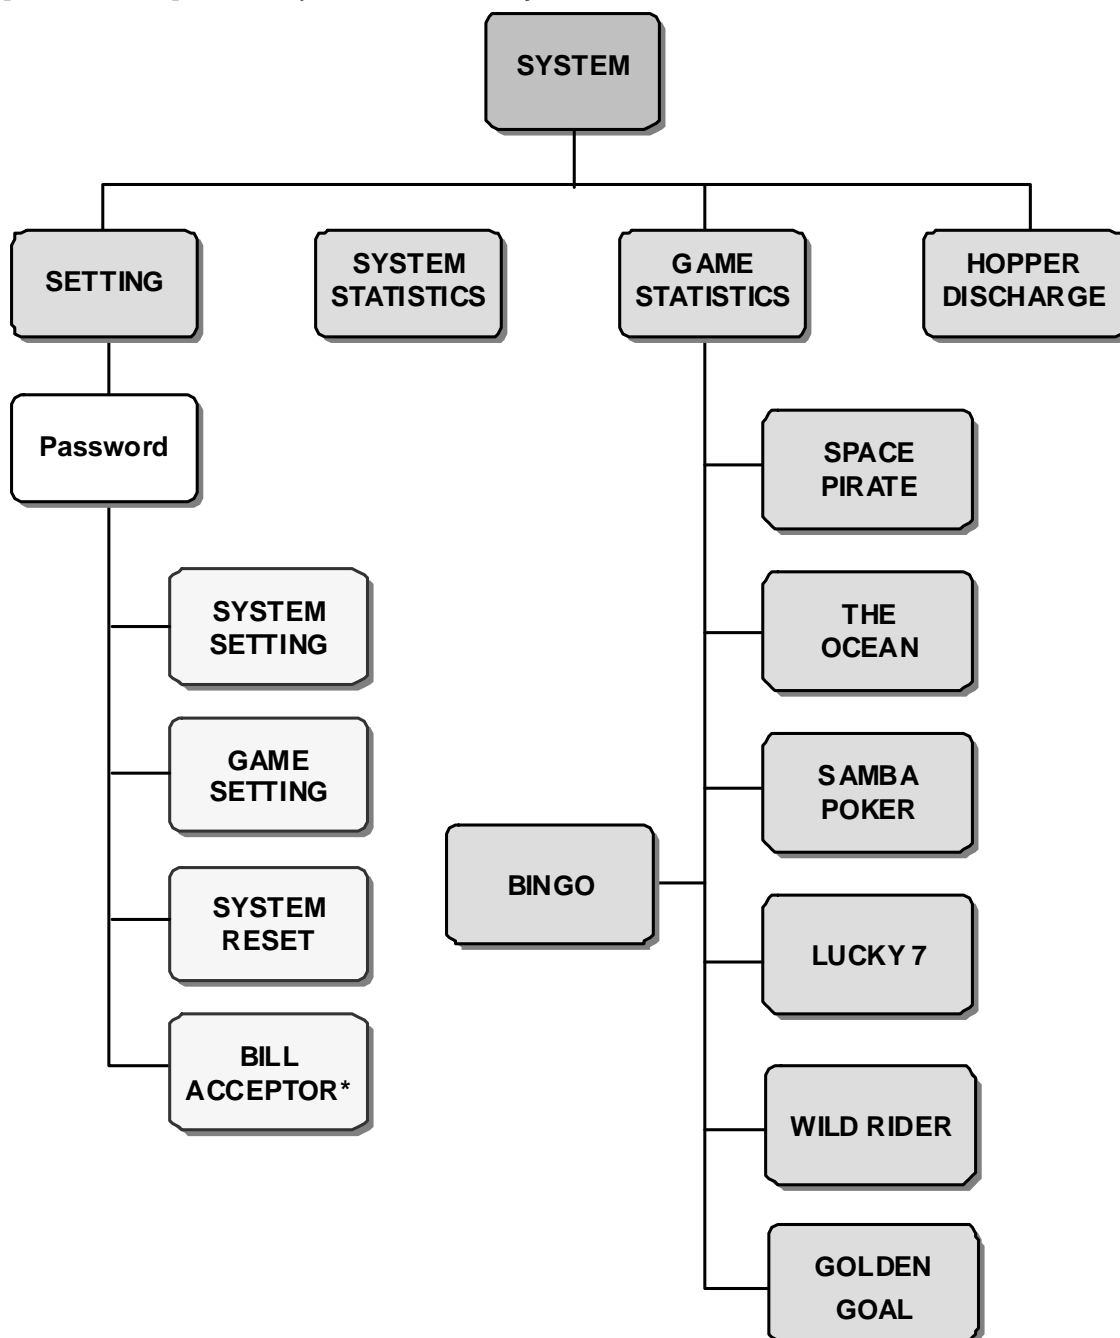 SYSTEM
SETTING
SYSTEM
STATISTICS
GAME
STATISTICS
HOPPER
DISCHARGE
Password
SPACE
PIRATE
SYSTEM
SETTING
THE
OCEAN
GAME
SETTING
SAMBA
POKER
BINGO
SYSTEM
RESET
LUCKY 7
BILL
ACCEPTOR*
WILD RIDER
GOLDEN
GOAL